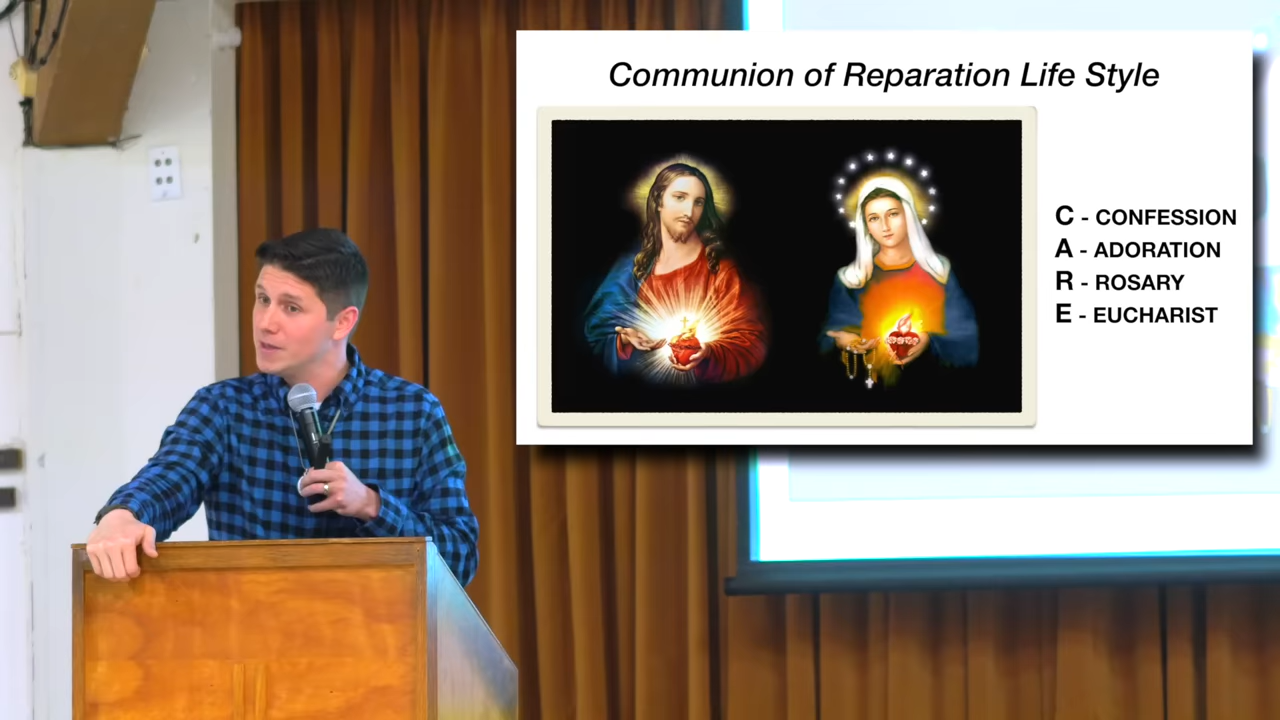 Communion of Reparation Life Style
C - CONFESSION
A - ADORATION
R - ROSARY
E - EUCHARIST